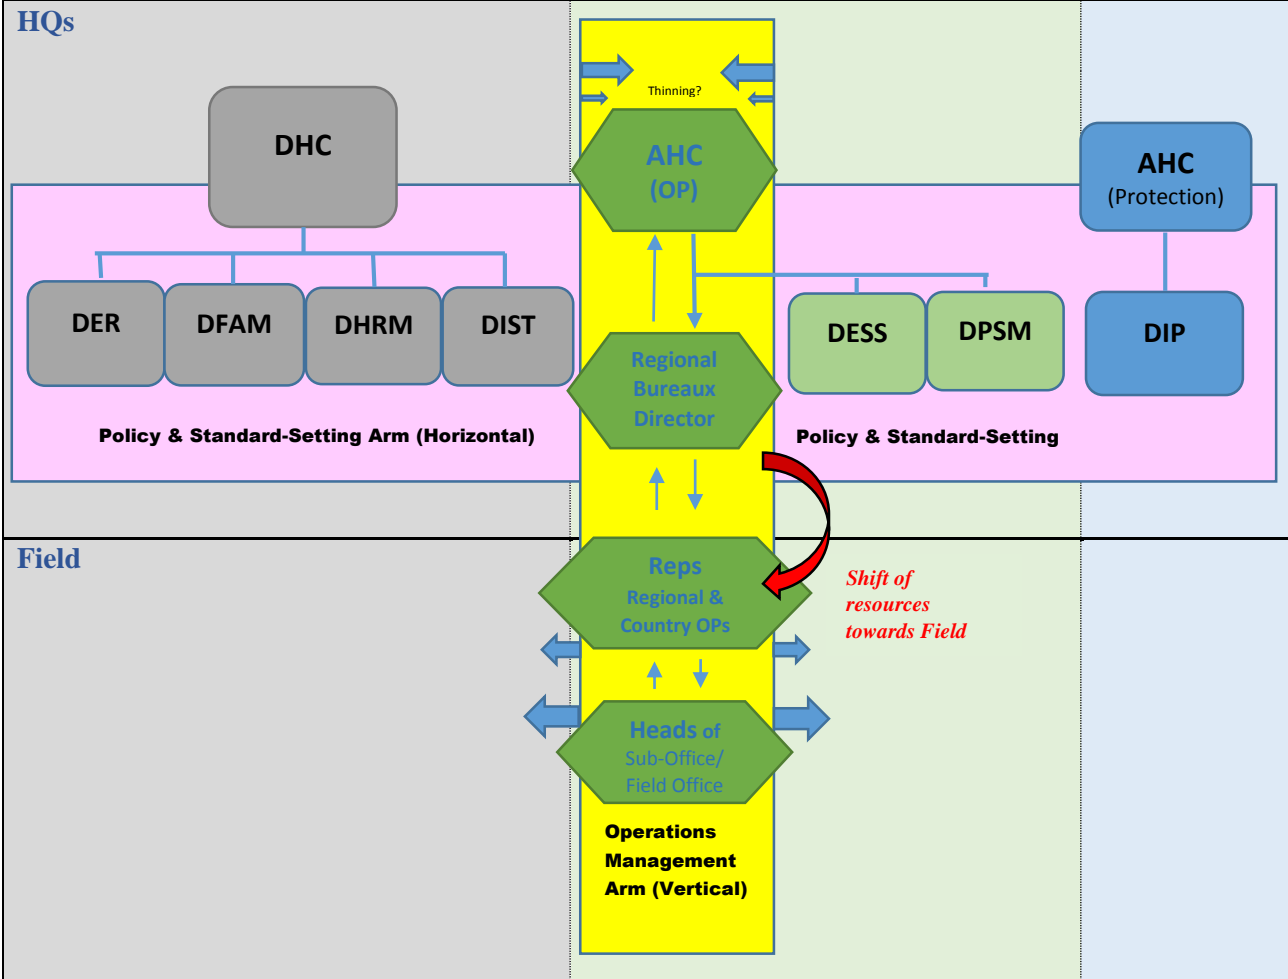 HQs
Thinning?
DHC
AHC
(OP)
AHC
(Protection)
DER
DFAM
DHRM
DIST
Regional
Bureaux
Director
DESS
DPSM
DIP
Policy & Standard-Setting Arm (Horizontal)
Policy & Standard-Setting
Field
Reps
Regional &
Country OPs
Shift of
resources
towards Field
Heads of
Sub-Office/
Field Office
Operations
Management
Arm (Vertical)